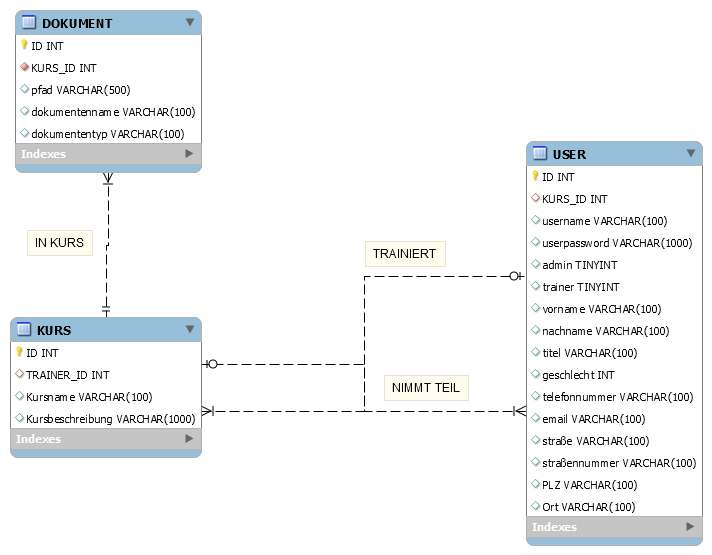 DOKUMENT
ID INT
KURS_ID INT
pfad VARCHAR(500)
dokumentenname VARCHAR(100)
dokumententyp VARCHAR(100)
Indexes
IN KURS
KURS
ID INT
TRAINER_ID INT
Kursname VARCHAR(100)
Kursbeschreibung VARCHAR(1000)
Indexes
TRAINIERT
NIMMT TEIL
USER
ID INT
KURS_ID INT
username VARCHAR(100)
userpassword VARCHAR(1000)
admin TINYINT
trainer TINYINT
vorname VARCHAR(100)
nachname VARCHAR(100)
titel VARCHAR(100)
geschlecht INT
telefonnummer VARCHAR(100)
email VARCHAR(100)
straße VARCHAR(100)
straßennummer VARCHAR(100)
PLZ VARCHAR(100)
Ort VARCHAR(100)
Indexes